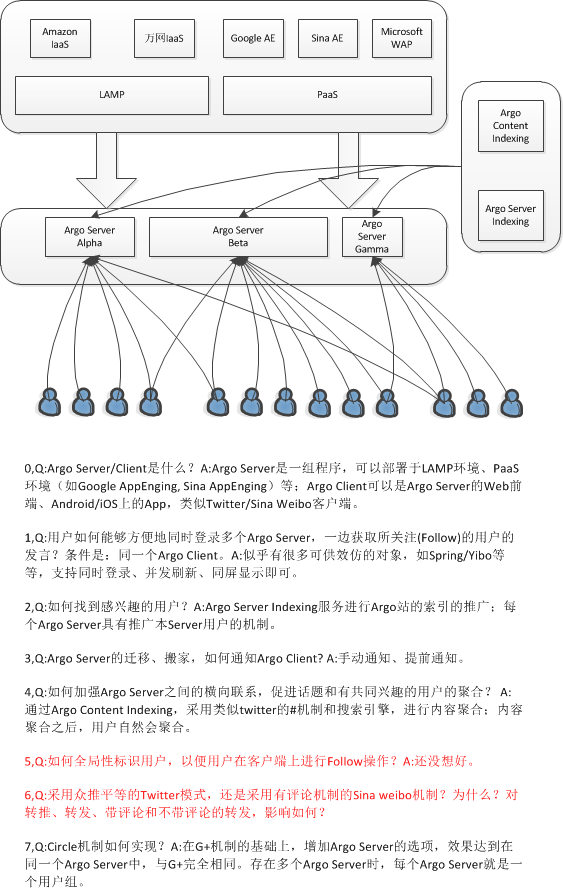 Amazon
IaaS
万网IaaS
Google AE
Sina AE
Microsoft
WAP
LAMP
PaaS
Argo
Content
Indexing
Argo Server
Indexing
Argo Server
Alpha
Argo Server
Beta
Argo
Server
Gamma
0,Q:Argo Server/Client是什么？A:Argo Server是一组程序，可以部署于LAMP环境、PaaS
环境（如Google AppEnging, Sina AppEnging）等；Argo Client可以是Argo Server的Web前
端、Android/iOS上的App，类似Twitter/Sina Weibo客户端。
1,Q:用户如何能够方便地同时登录多个Argo Server，一边获取所关注(Follow)的用户的
发言？条件是：同一个Argo Client。A:似乎有很多可供效仿的对象，如Spring/Yibo等
等，支持同时登录、并发刷新、同屏显示即可。
2,Q:如何找到感兴趣的用户？A:Argo Server Indexing服务进行Argo站的索引的推广；每
个Argo Server具有推广本Server用户的机制。
3,Q:Argo Server的迁移、搬家，如何通知Argo Client? A:手动通知、提前通知。
4,Q:如何加强Argo Server之间的横向联系，促进话题和有共同兴趣的用户的聚合？ A:
通过Argo Content Indexing，采用类似twitter的#机制和搜索引擎，进行内容聚合；内容
聚合之后，用户自然会聚合。
5,Q:如何全局性标识用户，以便用户在客户端上进行Follow操作？A:还没想好。
6,Q:采用众推平等的Twitter模式，还是采用有评论机制的Sina weibo机制？为什么？对
转推、转发、带评论和不带评论的转发，影响如何？
7,Q:Circle机制如何实现？A:在G+机制的基础上，增加Argo Server的选项，效果达到在
同一个Argo Server中，与G+完全相同。存在多个Argo Server时，每个Argo Server就是一
个用户组。